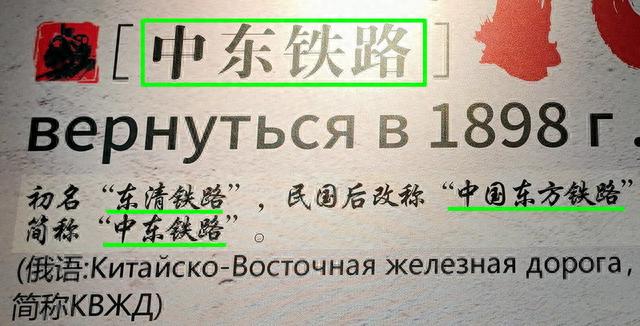 [中东铁路]
вернуться в 1898 г.
初名“东清铁路”，民国后改称“中国东方铁路”
简称“中东铁路”。
(俄语:Китайско-Восточная железная дорога,
简称КВЖД)